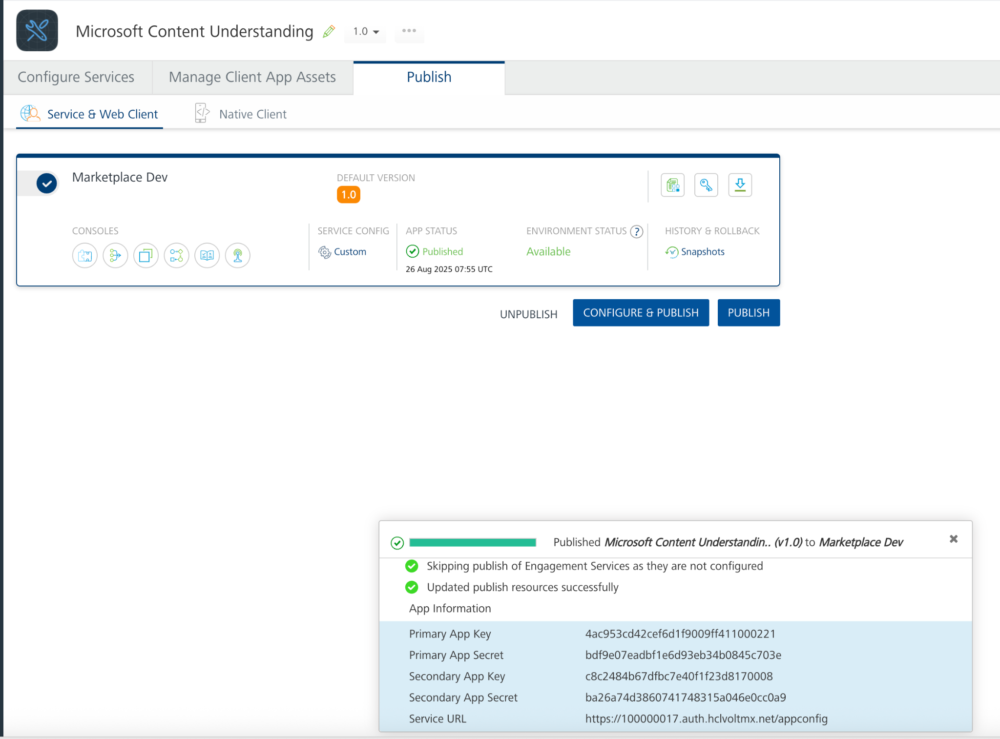 Microsoft Content Understanding
1.0
Configure Services
Manage Client App Assets
Publish
Service & Web Client
Native Client
Marketplace Dev
DEFAULT VERSION
1.0
CONSOLES
SERVICE CONFIG
Custom
APP STATUS
Published
26 Aug 2025 07:55 UTC
ENVIRONMENT STATUS ?
Available
HISTORY & ROLLBACK
Snapshots
UNPUBLISH
CONFIGURE & PUBLISH
PUBLISH
Published Microsoft Content Understandin.. (v1.0) to Marketplace Dev
Skipping publish of Engagement Services as they are not configured
Updated publish resources successfully
App Information
Primary App Key 4ac953cd42cef6d1f9009ff411000221
Primary App Secret bdf9e07eadbf1e6d93eb34b0845c703e
Secondary App Key c8c2484b67dfbc7e40f1f23d8170008
Secondary App Secret ba26a74d3860741748315a046e0cc0a9
Service URL https://100000017.auth.hclvoltmx.net/appconfig